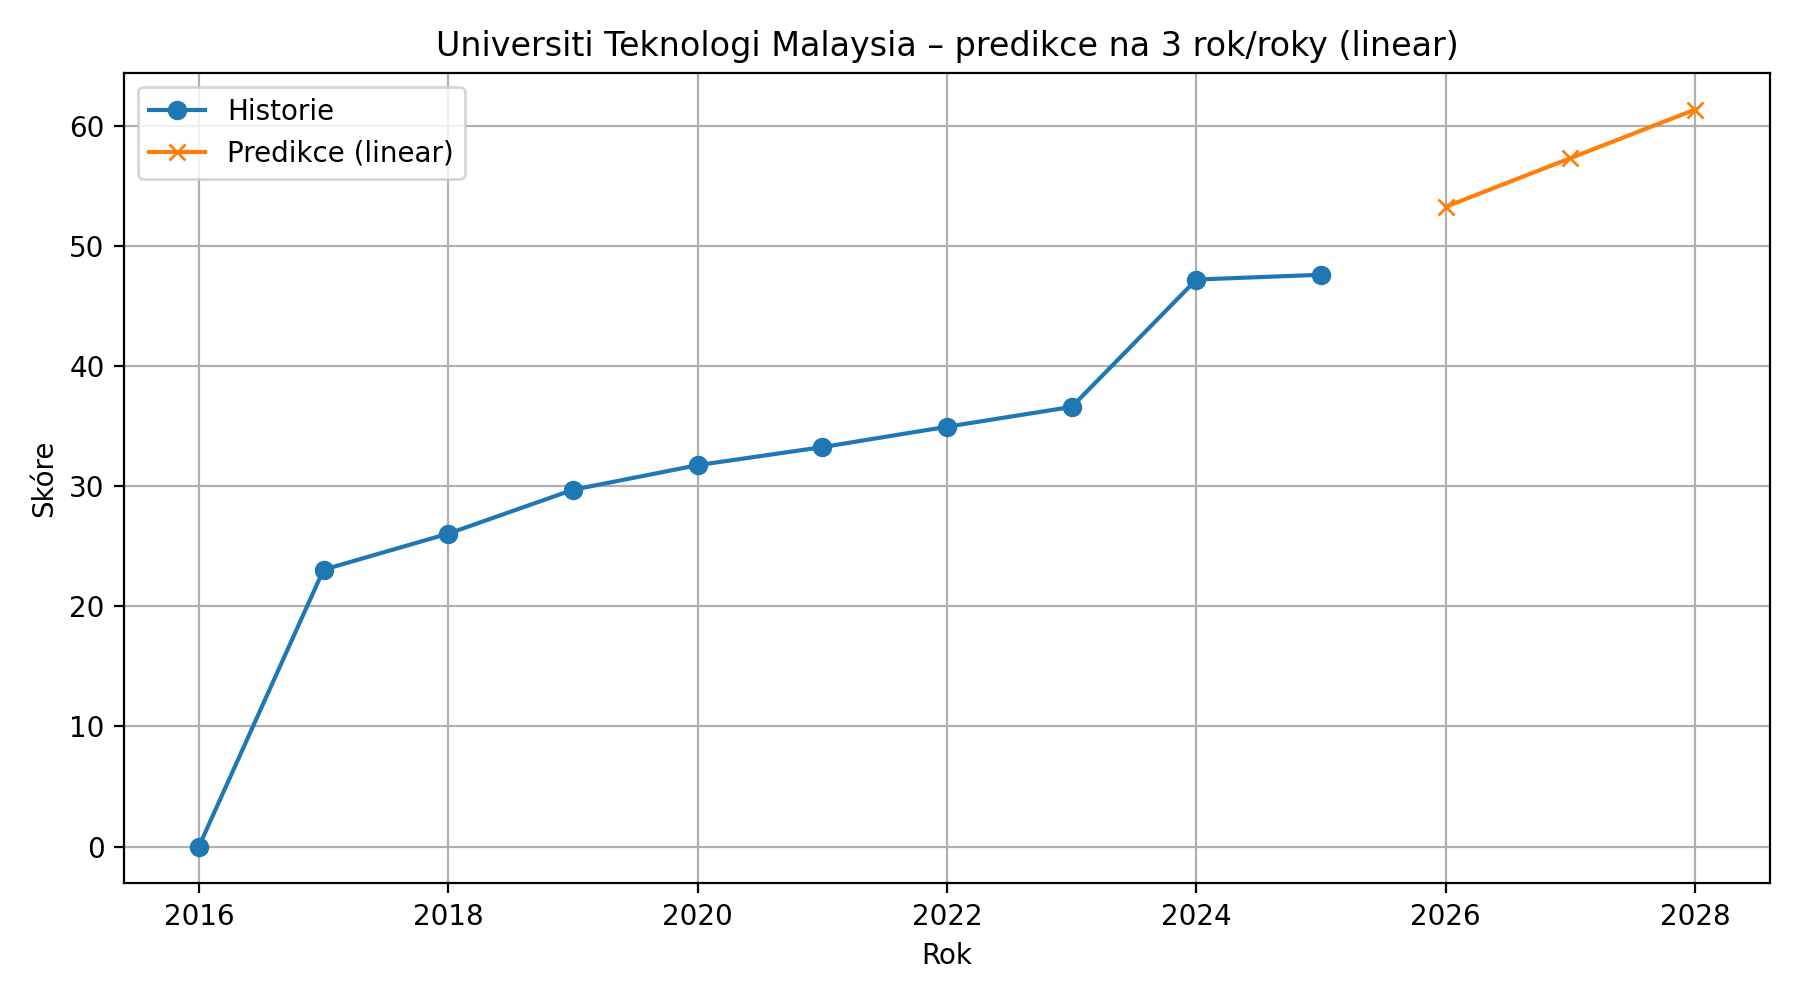 Universiti Teknologi Malaysia – predikce na 3 rok/roky (linear)
Historie
Predikce (linear)
60
50
40
30
20
10
0
Skóre
2016 2018 2020 2022 2024 2026 2028
Rok